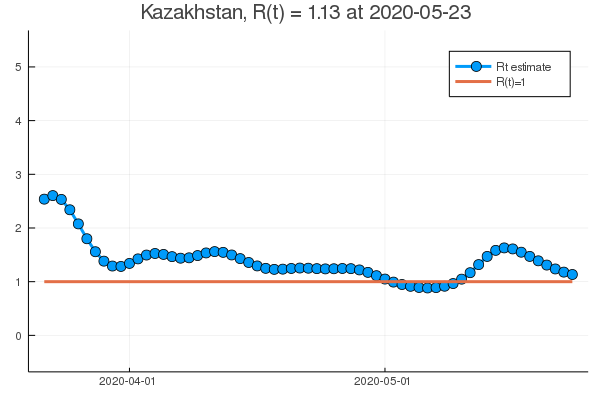 Kazakhstan, R(t) = 1.13 at 2020-05-23
Rt estimate
R(t)=1
5
4
3
2
1
0
2020-04-01
2020-05-01